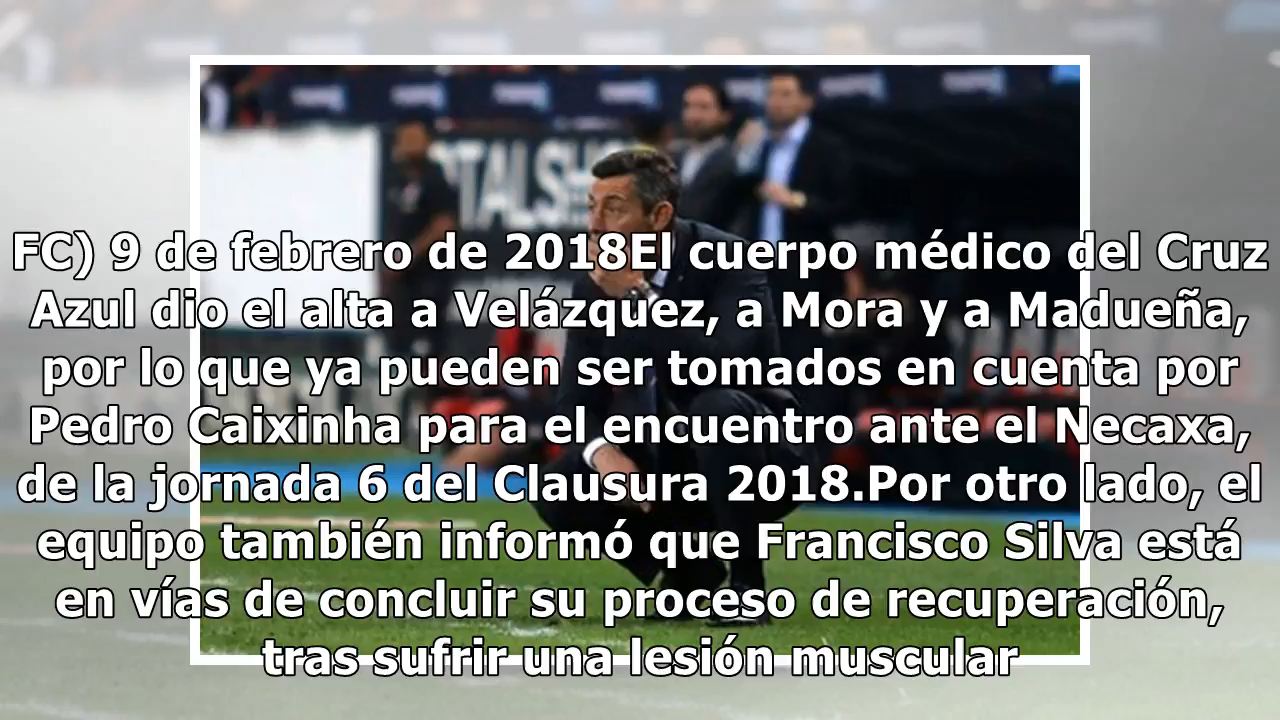 FC) 9 de febrero de 2018El cuerpo médico del Cruz
Azul dio el alta a Velázquez, a Mora y a Madueña,
por lo que ya pueden ser tomados en cuenta por
Pedro Caixinha para el encuentro ante el Necaxa,
de la jornada 6 del Clausura 2018.Por otro lado, el
equipo también informó que Francisco Silva está
en vías de concluir su proceso de recuperación,
tras sufrir una lesión muscular